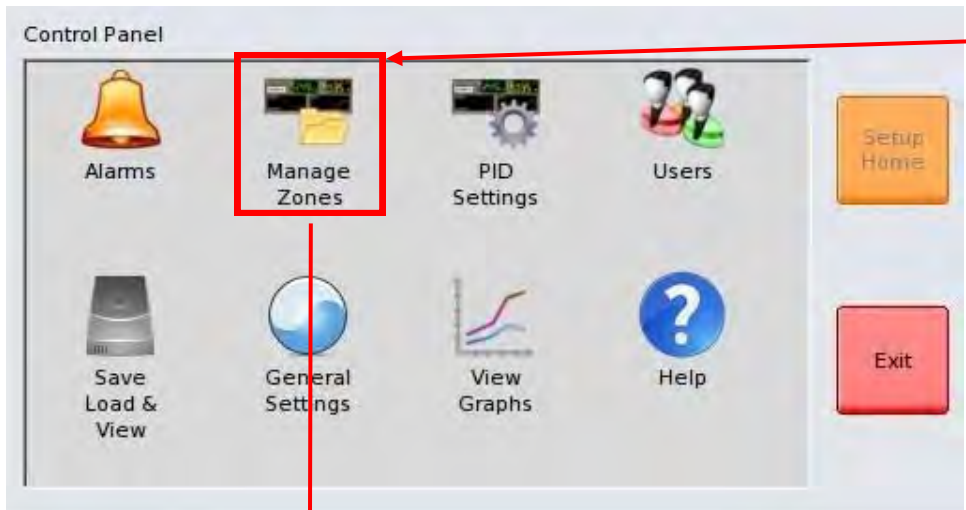 Control Panel
Alarms
Manage
Zones
PID
Settings
Users
Setup
Home
Save
Load &
View
General
Settings
View
Graphs
Help
Exit